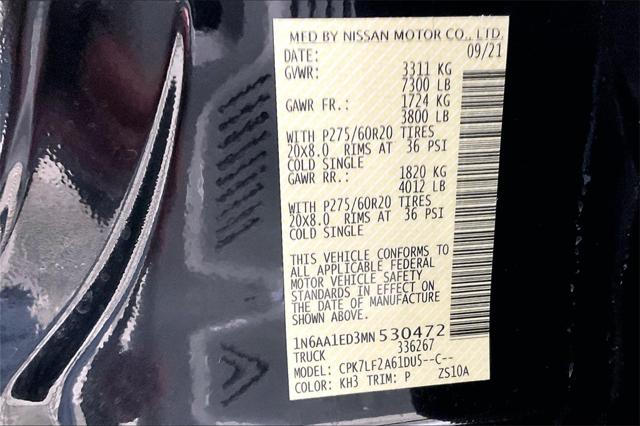 MFD BY NISSAN MOTOR CO., LTD.
DATE: 09/21
GVWR: 3311 KG
7300 LB
GAWR FR.: 1724 KG
3800 LB
WITH P275/60R20 TIRES
20X8.0 RIMS AT 36 PSI
COLD SINGLE
GAWR RR.: 1820 KG
4012 LB
WITH P275/60R20 TIRES
20X8.0 RIMS AT 36 PSI
COLD SINGLE
THIS VEHICLE CONFORMS TO
ALL APPLICABLE FEDERAL
MOTOR VEHICLE SAFETY
STANDARDS IN EFFECT ON
THE DATE OF MANUFACTURE
SHOWN ABOVE.
1N6AA1ED3MN530472
TRUCK 336267
MODEL: CPK7LF2A61DU5--C--
COLOR: KH3 TRIM: P ZS10A